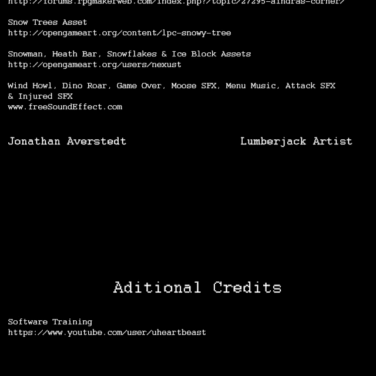 http://forums.rpgmakerweb.com/index.php?/topic/27295-aindras-corner/
Snow Trees Asset
http://opengameart.org/content/lpc-snowy-tree
Snowman, Heath Bar, Snowflakes & Ice Block Assets
http://opengameart.org/users/nexust
Wind Howl, Dino Roar, Game Over, Moose SFX, Menu Music, Attack SFX
& Injured SFX
www.freeSoundEffect.com
Jonathan Averstedt Lumberjack Artist
Aditional Credits
Software Training
https://www.youtube.com/user/uheartbeast